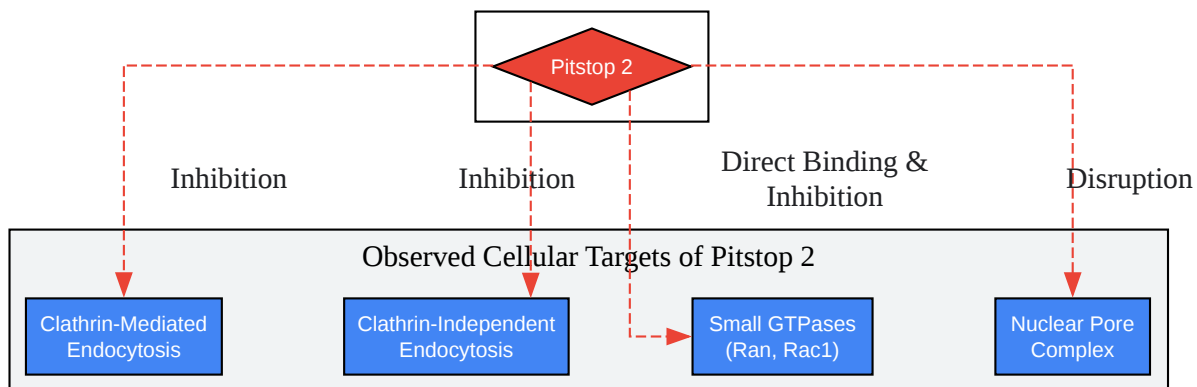 Pitstop 2
Inhibition
Inhibition
Direct Binding &
Inhibition
Disruption
Observed Cellular Targets of Pitstop 2
Clathrin-Mediated
Endocytosis
Clathrin-Independent
Endocytosis
Small GTPases
(Ran, Rac1)
Nuclear Pore
Complex